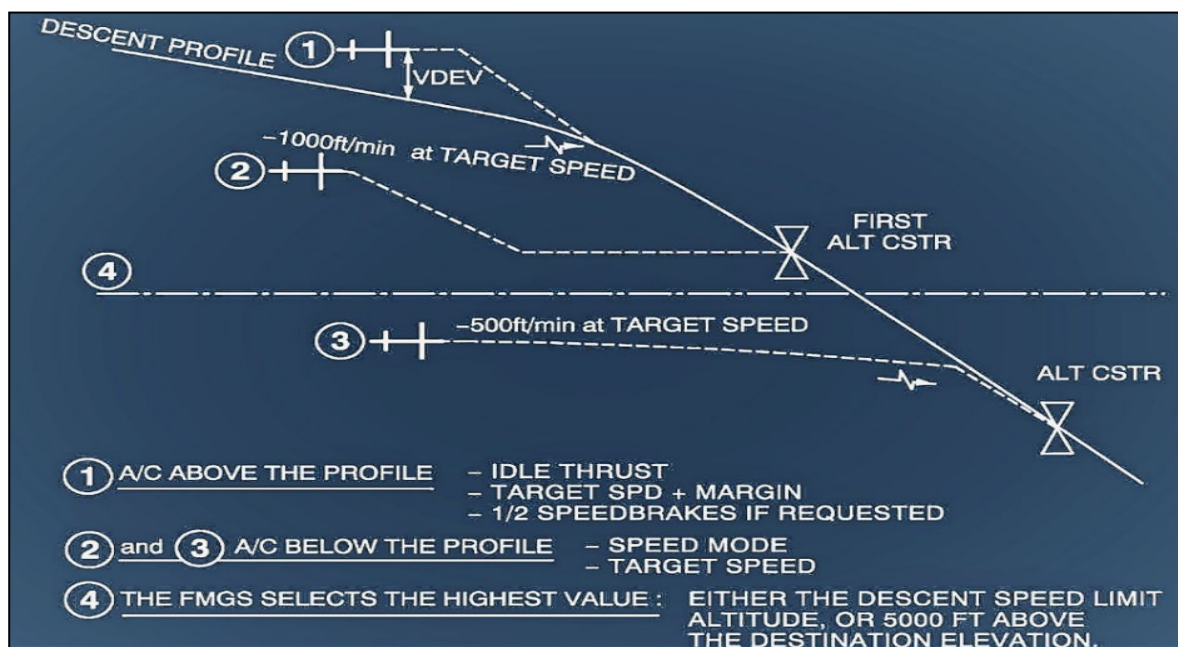 DESCENT PROFILE
1
VDEV
-1000ft/min at TARGET SPEED
2
FIRST
ALT CSTR
4
-500ft/min at TARGET SPEED
3
ALT CSTR
1 A/C ABOVE THE PROFILE - IDLE THRUST
- TARGET SPD + MARGIN
- 1/2 SPEEDBRAKES IF REQUESTED
2 and 3 A/C BELOW THE PROFILE - SPEED MODE
- TARGET SPEED
4 THE FMGS SELECTS THE HIGHEST VALUE : EITHER THE DESCENT SPEED LIMIT
ALTITUDE, OR 5000 FT ABOVE
THE DESTINATION ELEVATION.